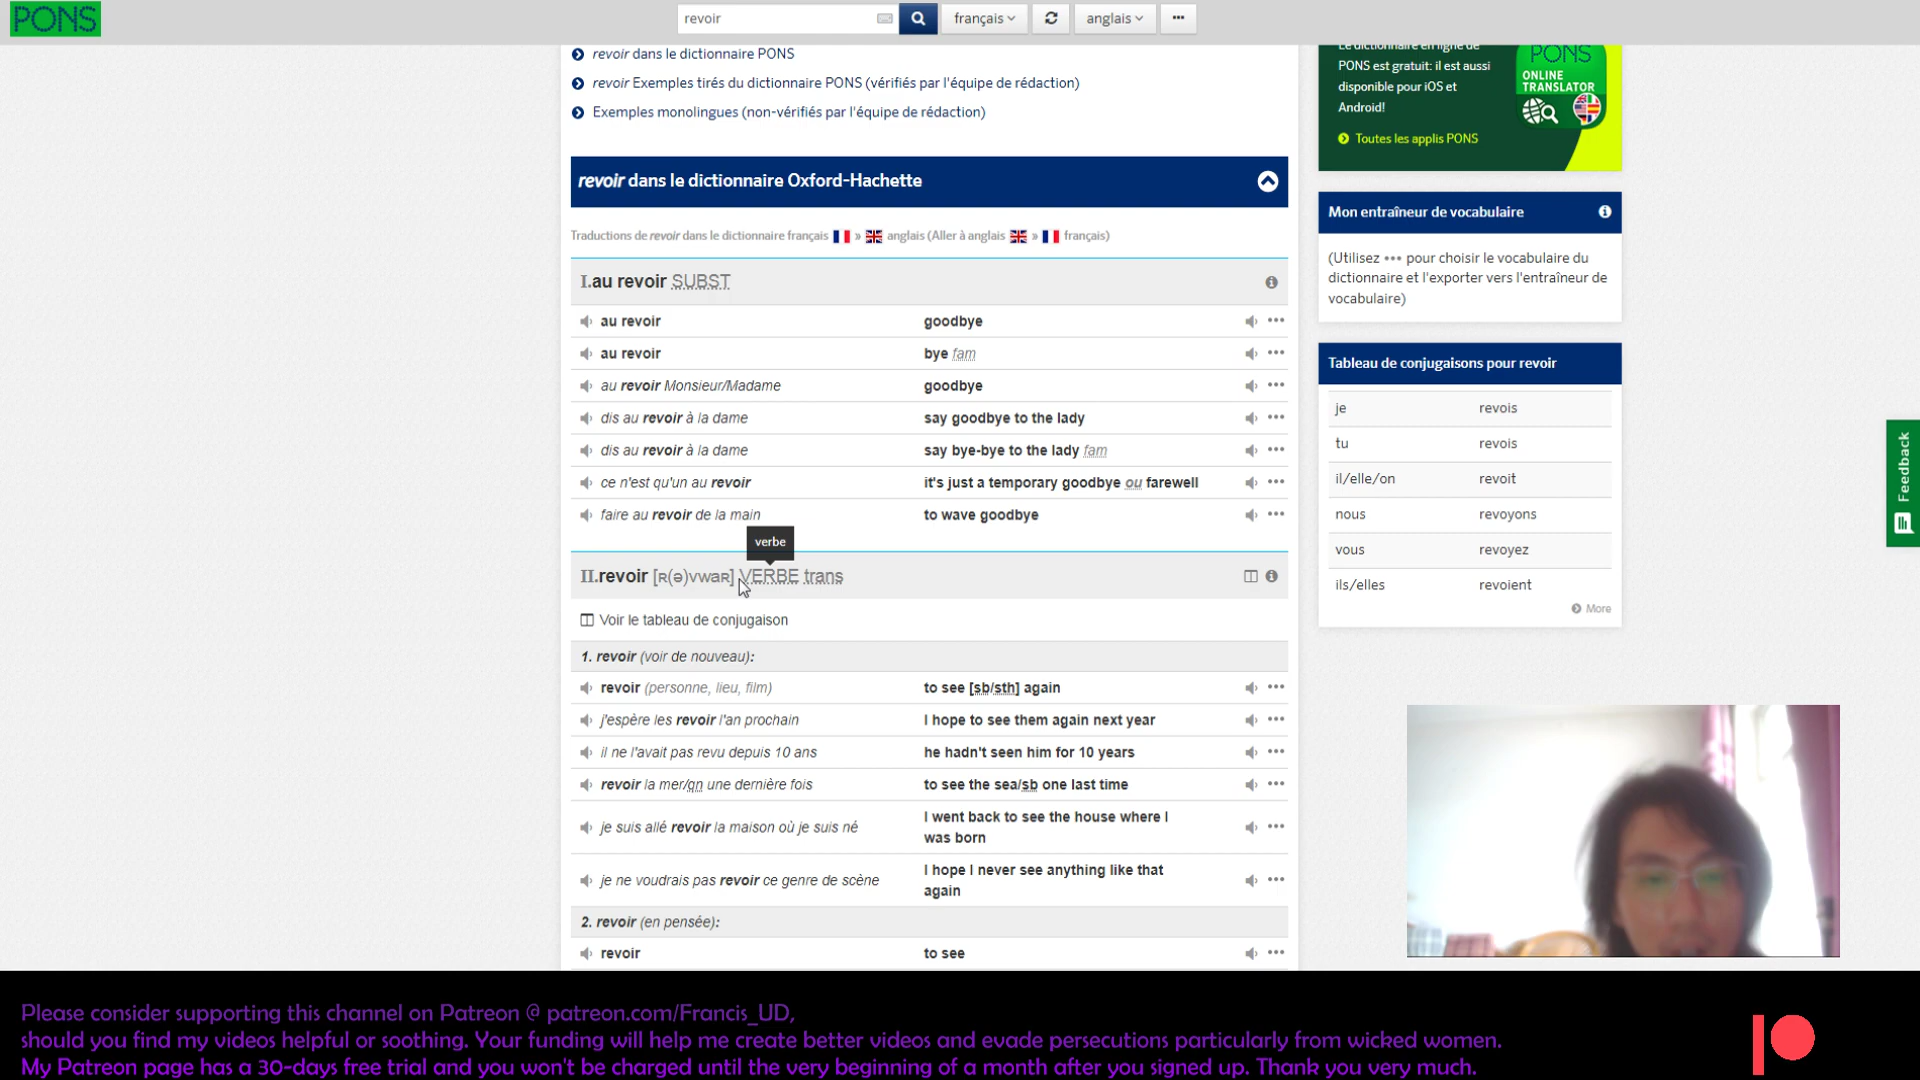 PONS
revoir
français
anglais
revoir dans le dictionnaire PONS
revoir Exemples tirés du dictionnaire PONS (vérifiés par l'équipe de rédaction)
Exemples monolingues (non-vérifiés par l'équipe de rédaction)
revoir dans le dictionnaire Oxford-Hachette
Traductions de revoir dans le dictionnaire français » anglais (Aller à anglais » français)
I.au revoir SUBST
au revoir goodbye
au revoir bye fam
au revoir Monsieur/Madame goodbye
dis au revoir à la dame say goodbye to the lady
dis au revoir à la dame say bye-bye to the lady fam
ce n'est qu'un au revoir it's just a temporary goodbye ou farewell
faire au revoir de la main to wave goodbye
verbe
II.revoir [ʀ(ə)vwaʀ] VERBE trans
Voir le tableau de conjugaison
1. revoir (voir de nouveau):
revoir (personne, lieu, film) to see [sb/sth] again
j'espère les revoir l'an prochain I hope to see them again next year
il ne l'avait pas revu depuis 10 ans he hadn't seen him for 10 years
revoir la mer/qn une dernière fois to see the sea/sb one last time
je suis allé revoir la maison où je suis né I went back to see the house where I
was born
je ne voudrais pas revoir ce genre de scène I hope I never see anything like that
again
2. revoir (en pensée):
revoir to see
Le dictionnaire en ligne de
PONS est gratuit: il est aussi
disponible pour iOS et
Android!
Toutes les applis PONS
PONS
ONLINE
TRANSLATOR
Mon entraîneur de vocabulaire
(Utilisez ••• pour choisir le vocabulaire du
dictionnaire et l'exporter vers l'entraîneur de
vocabulaire)
Tableau de conjugaisons pour revoir
je revois
tu revois
il/elle/on revoit
nous revoyons
vous revoyez
ils/elles revoient
More
Feedback
Please consider supporting this channel on Patreon @ patreon.com/Francis_UD,
should you find my videos helpful or soothing. Your funding will help me create better videos and evade persecutions particularly from wicked women.
My Patreon page has a 30-days free trial and you won't be charged until the very beginning of a month after you signed up. Thank you very much.